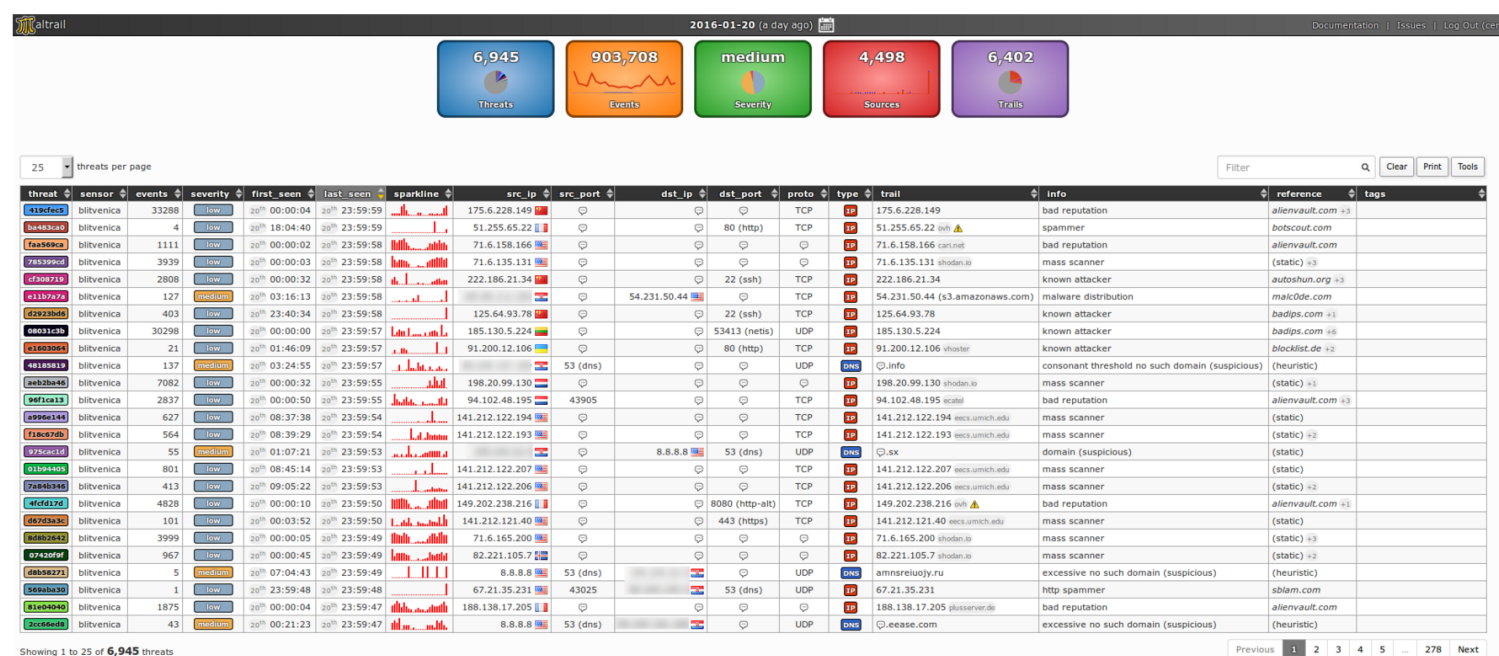 altrail 2016-01-20 (a day ago) Documentation | Issues | Log Out (cer
6,945 903,708 medium 4,498 6,402
Threats Events Severity Sources Trails
25 threats per page Filter Clear Print Tools
threat sensor events severity first_seen last_seen sparkline src_ip src_port dst_ip dst_port proto type trail info reference tags
419cfec5 blitvenica 33288 low 20th 00:00:04 20th 23:59:59 175.6.228.149 TCP IP 175.6.228.149 bad reputation alienvault.com +3
ba483ca0 blitvenica 4 low 20th 18:04:40 20th 23:59:59 51.255.65.22 80 (http) TCP IP 51.255.65.22 ovh spammer botscout.com
faa569ca blitvenica 1111 low 20th 00:00:02 20th 23:59:58 71.6.158.166 IP 71.6.158.166 cari.net bad reputation alienvault.com
785399cd blitvenica 3939 low 20th 00:00:03 20th 23:59:58 71.6.135.131 IP 71.6.135.131 shodan.io mass scanner (static) +3
cf308719 blitvenica 2808 low 20th 00:00:32 20th 23:59:58 222.186.21.34 22 (ssh) TCP IP 222.186.21.34 known attacker autoshun.org +3
e11b7a7a blitvenica 127 medium 20th 03:16:13 20th 23:59:58 54.231.50.44 TCP IP 54.231.50.44 (s3.amazonaws.com) malware distribution malc0de.com
d2923bd6 blitvenica 403 low 20th 23:40:34 20th 23:59:58 125.64.93.78 22 (ssh) TCP IP 125.64.93.78 known attacker badips.com +1
08031c3b blitvenica 30298 low 20th 00:00:00 20th 23:59:57 185.130.5.224 53413 (netis) UDP IP 185.130.5.224 known attacker badips.com +6
e1603064 blitvenica 21 low 20th 01:46:09 20th 23:59:57 91.200.12.106 80 (http) TCP IP 91.200.12.106 vhoster known attacker blocklist.de +2
48185819 blitvenica 137 medium 20th 03:24:55 20th 23:59:57 53 (dns) UDP DNS .info consonant threshold no such domain (suspicious) (heuristic)
aeb2ba46 blitvenica 7082 low 20th 00:00:32 20th 23:59:55 198.20.99.130 IP 198.20.99.130 shodan.io mass scanner (static) +1
96f1ca13 blitvenica 2837 low 20th 00:00:50 20th 23:59:55 94.102.48.195 43905 TCP IP 94.102.48.195 ecatel bad reputation alienvault.com +3
a996e144 blitvenica 627 low 20th 08:37:38 20th 23:59:54 141.212.122.194 TCP IP 141.212.122.194 eecs.umich.edu mass scanner (static)
f18c67db blitvenica 564 low 20th 08:39:29 20th 23:59:54 141.212.122.193 TCP IP 141.212.122.193 eecs.umich.edu mass scanner (static) +2
975cac1d blitvenica 55 medium 20th 01:07:21 20th 23:59:53 8.8.8.8 53 (dns) UDP DNS .sx domain (suspicious) (static)
01b94405 blitvenica 801 low 20th 08:45:14 20th 23:59:53 141.212.122.207 TCP IP 141.212.122.207 eecs.umich.edu mass scanner (static)
7a84b346 blitvenica 413 low 20th 09:05:22 20th 23:59:53 141.212.122.206 TCP IP 141.212.122.206 eecs.umich.edu mass scanner (static) +2
4fcfd17d blitvenica 4828 low 20th 00:00:10 20th 23:59:50 149.202.238.216 8080 (http-alt) TCP IP 149.202.238.216 ovh bad reputation alienvault.com +1
d67d3a3c blitvenica 101 low 20th 00:03:52 20th 23:59:50 141.212.121.40 443 (https) TCP IP 141.212.121.40 eecs.umich.edu mass scanner (static)
8d8b2642 blitvenica 3999 low 20th 00:00:05 20th 23:59:49 71.6.165.200 IP 71.6.165.200 shodan.io mass scanner (static) +3
07420f9f blitvenica 967 low 20th 00:00:45 20th 23:59:49 82.221.105.7 IP 82.221.105.7 shodan.io mass scanner (static) +2
d8b58271 blitvenica 5 medium 20th 07:04:43 20th 23:59:49 8.8.8.8 53 (dns) UDP DNS amnsreiuojy.ru excessive no such domain (suspicious) (heuristic)
569aba30 blitvenica 1 low 20th 23:59:48 20th 23:59:48 67.21.35.231 43025 53 (dns) UDP IP 67.21.35.231 http spammer sblam.com
81e04040 blitvenica 1875 low 20th 00:00:04 20th 23:59:47 188.138.17.205 IP 188.138.17.205 plusserver.de bad reputation alienvault.com
2cc66ed8 blitvenica 43 medium 20th 00:21:23 20th 23:59:47 8.8.8.8 53 (dns) UDP DNS .eease.com excessive no such domain (suspicious) (heuristic)
Showing 1 to 25 of 6,945 threats Previous 1 2 3 4 5 ... 278 Next